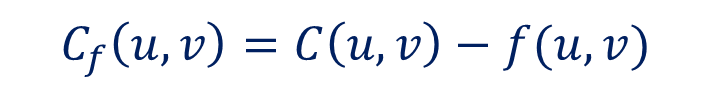 C_f(u, v) = C(u, v) − f(u, v)